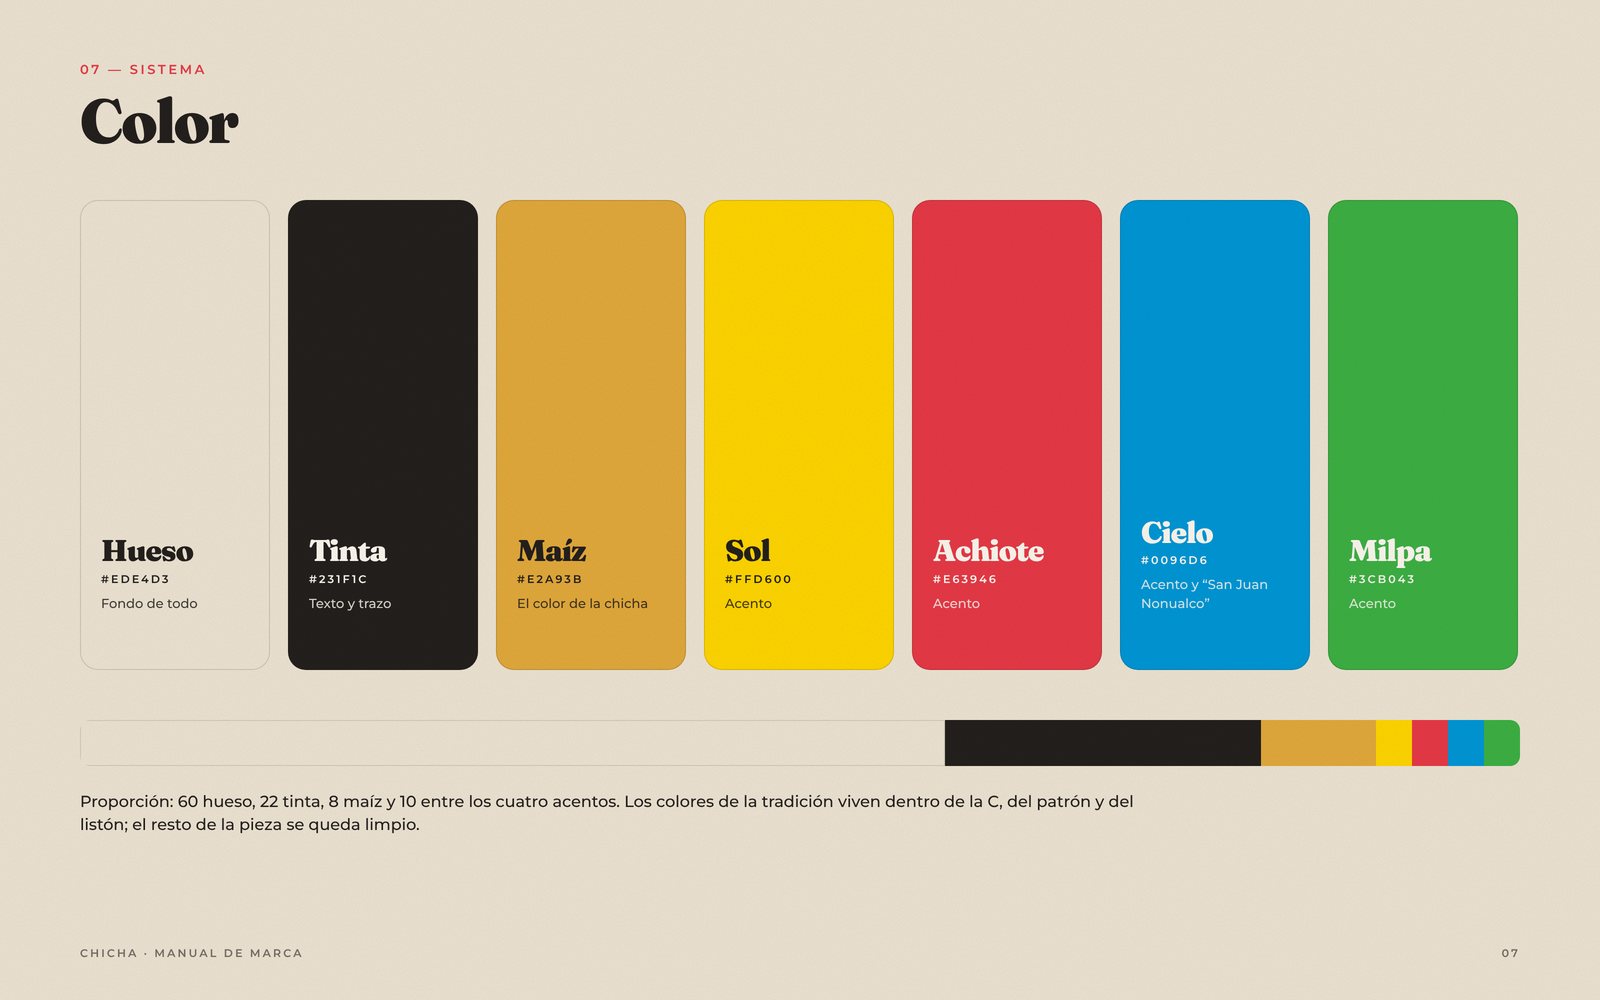 07 — SISTEMA
Color
Hueso
#EDE4D3
Fondo de todo
Tinta
#231F1C
Texto y trazo
Maíz
#E2A93B
El color de la chicha
Sol
#FFD600
Acento
Achiote
#E63946
Acento
Cielo
#0096D6
Acento y “San Juan
Nonualco”
Milpa
#3CB043
Acento
Proporción: 60 hueso, 22 tinta, 8 maíz y 10 entre los cuatro acentos. Los colores de la tradición viven dentro de la C, del patrón y del
listón; el resto de la pieza se queda limpio.
CHICHA · MANUAL DE MARCA
07